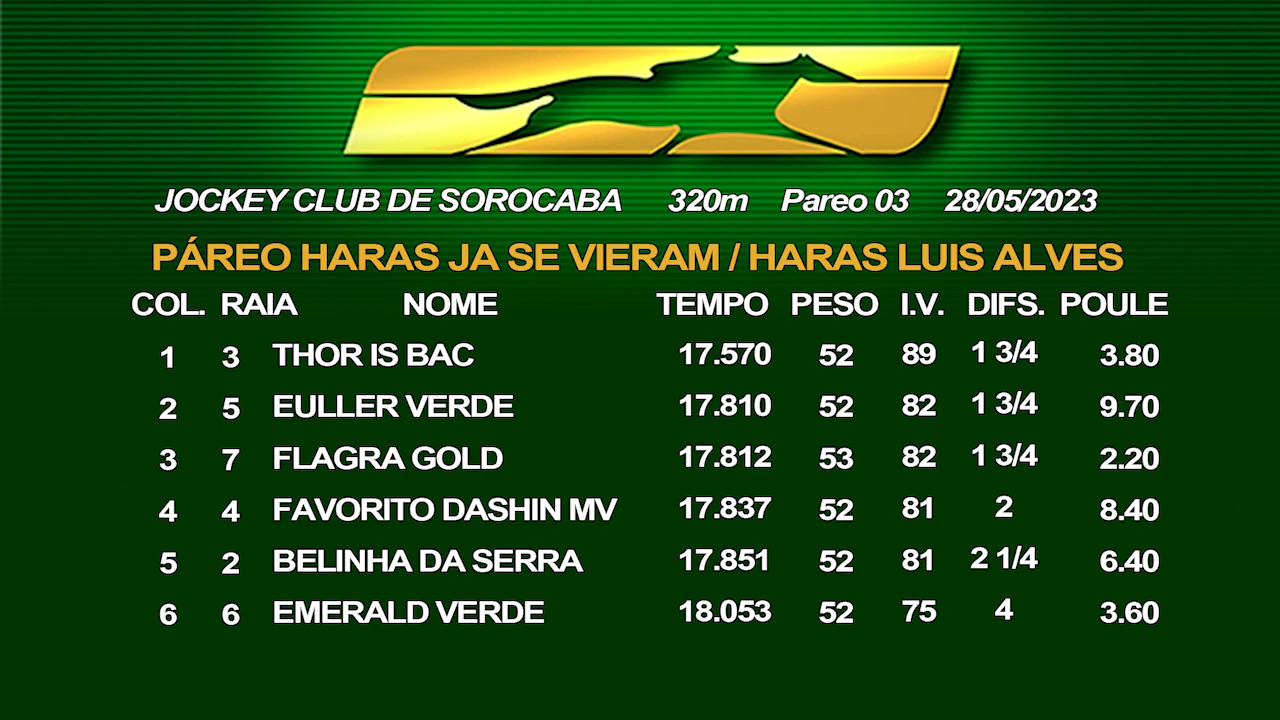 JOCKEY CLUB DE SOROCABA 320m Pareo 03 28/05/2023
PÁREO HARAS JA SE VIERAM / HARAS LUIS ALVES
COL. RAIA NOME TEMPO PESO I.V. DIFS. POULE
1 3 THOR IS BAC 17.570 52 89 1 3/4 3.80
2 5 EULLER VERDE 17.810 52 82 1 3/4 9.70
3 7 FLAGRA GOLD 17.812 53 82 1 3/4 2.20
4 4 FAVORITO DASHIN MV 17.837 52 81 2 8.40
5 2 BELINHA DA SERRA 17.851 52 81 2 1/4 6.40
6 6 EMERALD VERDE 18.053 52 75 4 3.60